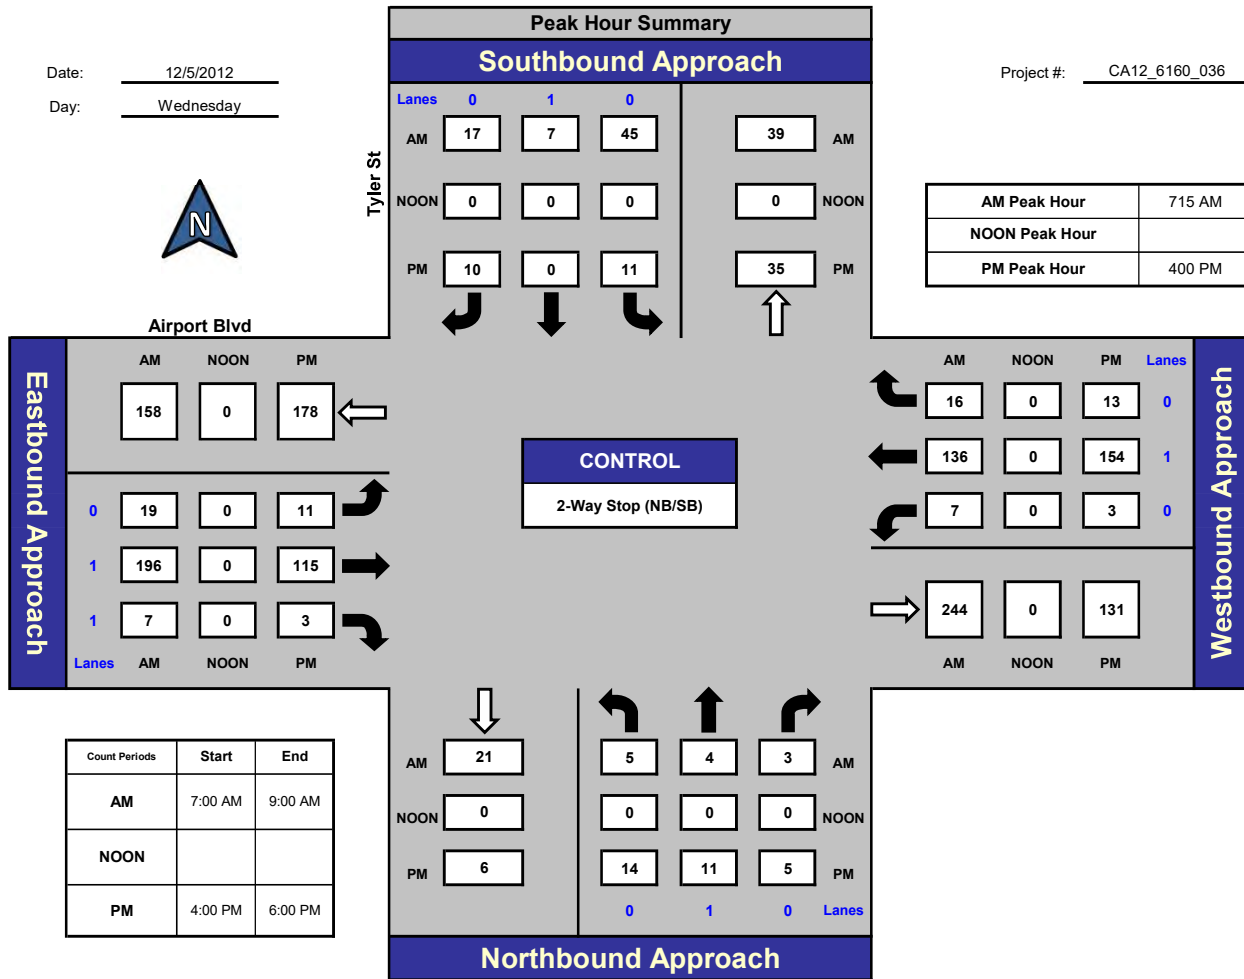 Peak Hour Summary
Southbound Approach
Date: 12/5/2012
Day: Wednesday
Project #: CA12_6160_036
Tyler St
Lanes 0 1 0
AM 17 7 45 39 AM
NOON 0 0 0 0 NOON
PM 10 0 11 35 PM
N
AM Peak Hour 715 AM
NOON Peak Hour
PM Peak Hour 400 PM
Airport Blvd
Eastbound Approach
AM NOON PM
158 0 178
0 19 0 11
1 196 0 115
1 7 0 3
Lanes AM NOON PM
CONTROL
2-Way Stop (NB/SB)
AM NOON PM Lanes
16 0 13 0
136 0 154 1
7 0 3 0
244 0 131
AM NOON PM
Westbound Approach
Count Periods Start End
AM 7:00 AM 9:00 AM
NOON
PM 4:00 PM 6:00 PM
AM 21 5 4 3 AM
NOON 0 0 0 0 NOON
PM 6 14 11 5 PM
0 1 0 Lanes
Northbound Approach